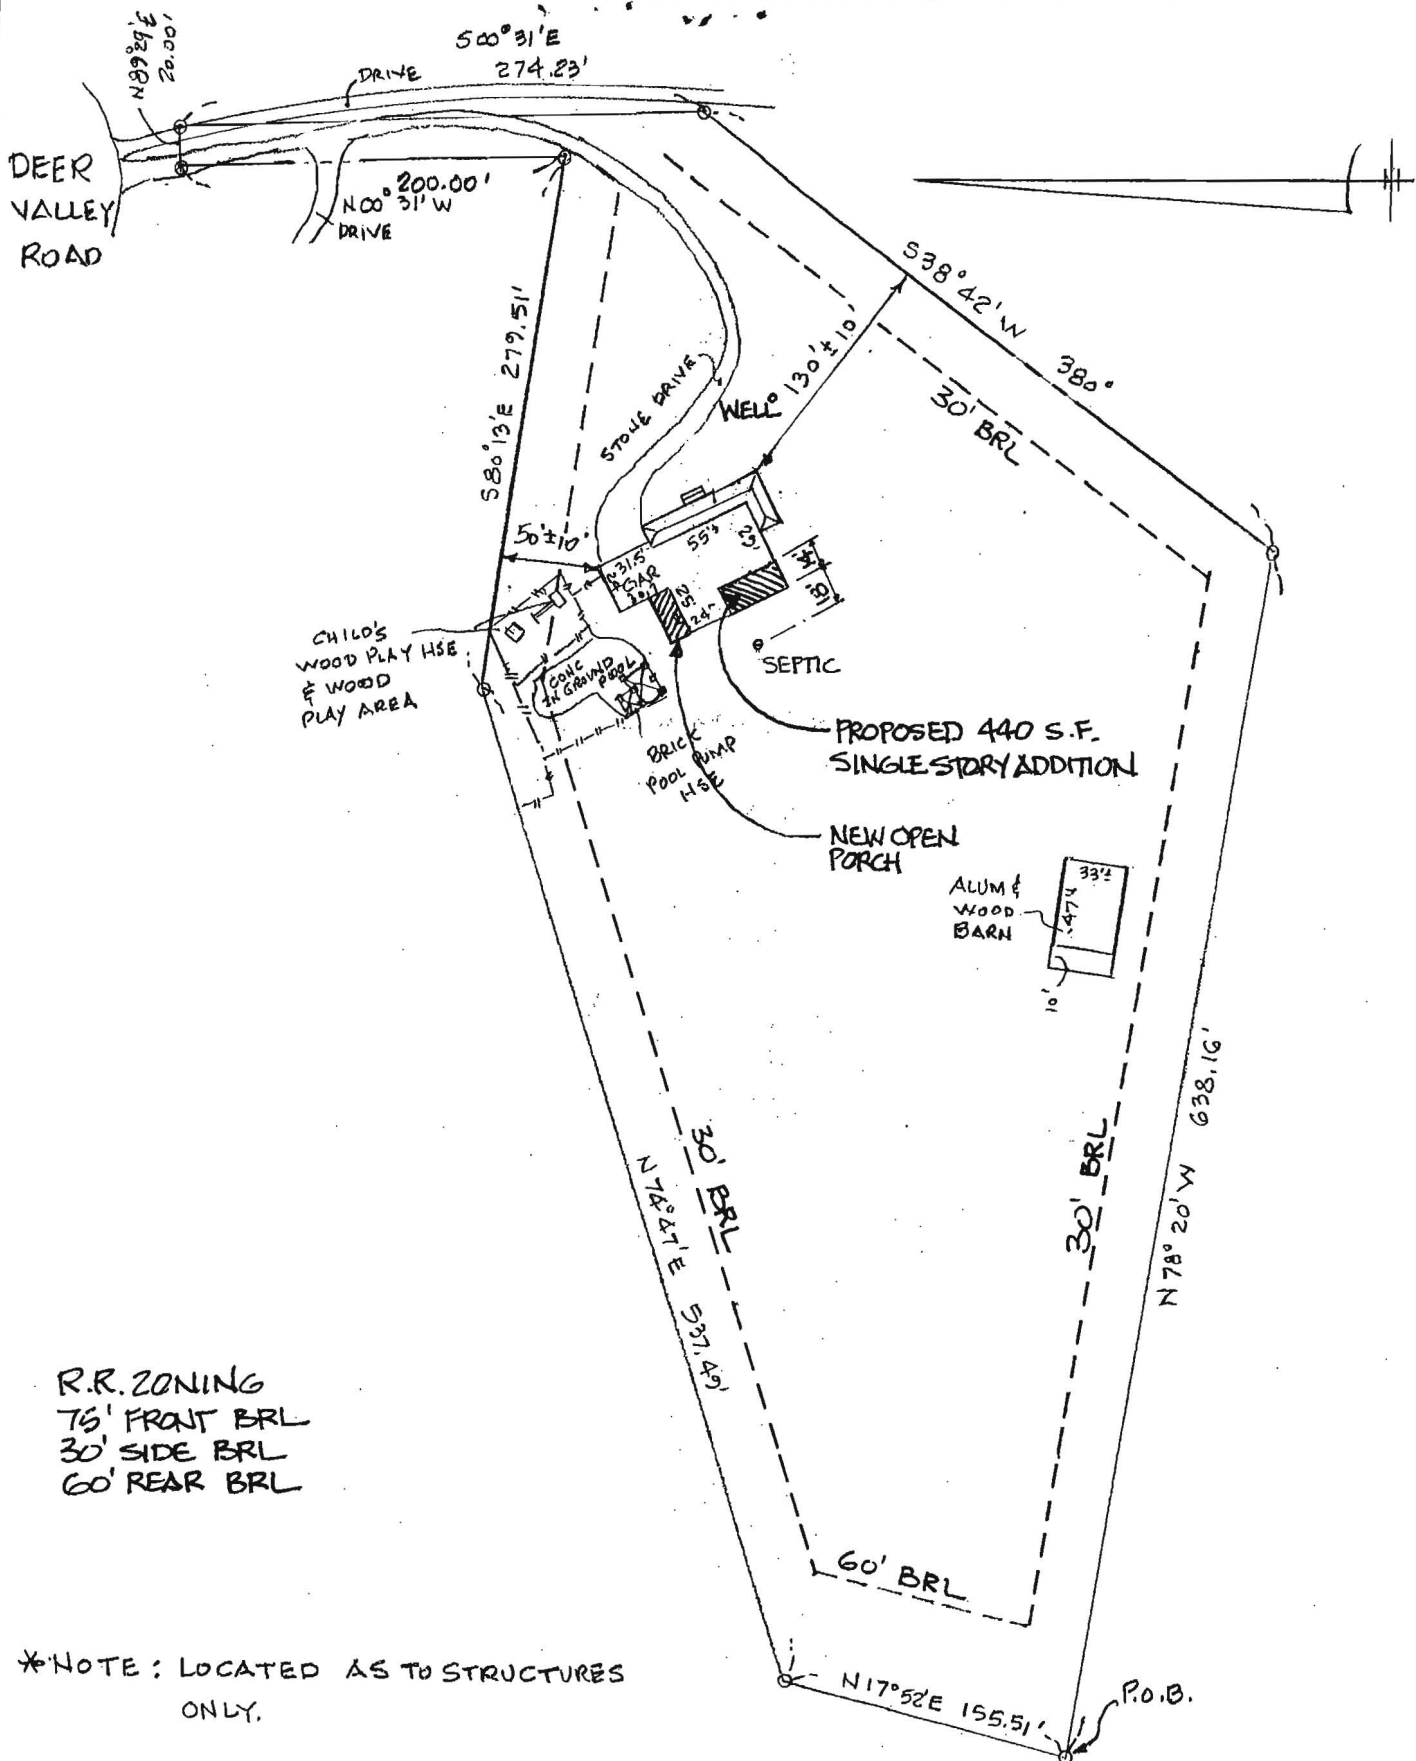 N89°29'E
20.00'
S00°31'E
274.23'
DRIVE
DEER
VALLEY
ROAD
200.00'
N00°31'W
DRIVE
S80°13'E 279.51'
STONE DRIVE
WELL
130'±10'
S38°42'W 380°
30' BRL
50'±10'
55'±
GAR
24'
14'
18'
SEPTIC
CHILD'S
WOOD PLAY HSE
& WOOD
PLAY AREA
CONC
IN GROUND
POOL
BRICK
POOL PUMP
HSE
PROPOSED 440 S.F.
SINGLE STORY ADDITION
NEW OPEN
PORCH
ALUM &
WOOD
BARN
33'±
47'±
10'
30' BRL
N74°47'E 537.49'
30' BRL
N78°20'W 638.16'
R.R. ZONING
75' FRONT BRL
30' SIDE BRL
60' REAR BRL
60' BRL
*NOTE: LOCATED AS TO STRUCTURES
ONLY.
N17°52'E 155.51'
P.O.B.